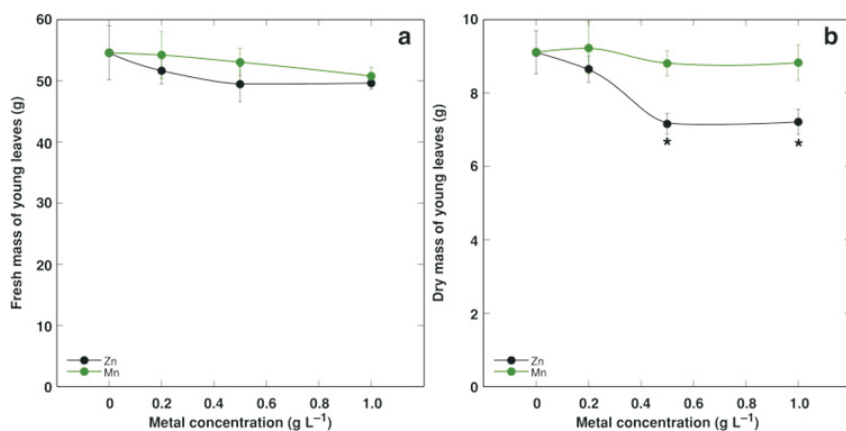 a
60
50
40
30
20
10
0
Fresh mass of young leaves (g)
Zn
Mn
0 0.2 0.4 0.6 0.8 1.0
Metal concentration (g L⁻¹)
b
10
8
6
4
2
0
Dry mass of young leaves (g)
* *
Zn
Mn
0 0.2 0.4 0.6 0.8 1.0
Metal concentration (g L⁻¹)